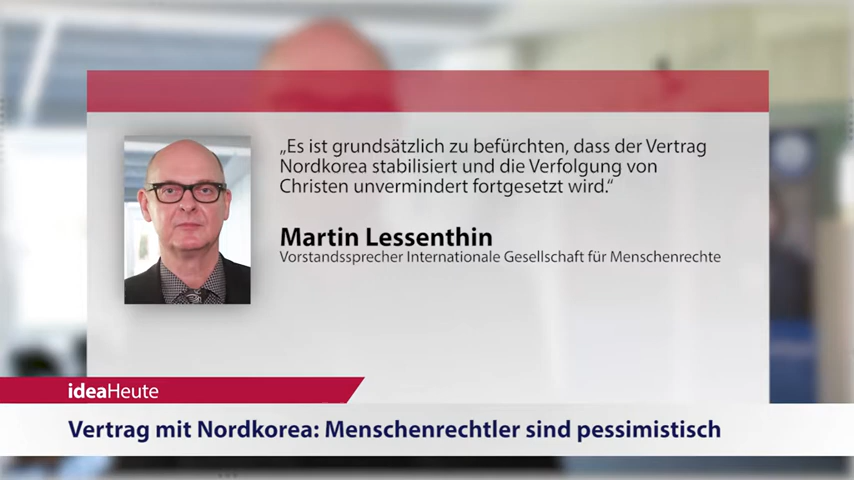 „Es ist grundsätzlich zu befürchten, dass der Vertrag
Nordkorea stabilisiert und die Verfolgung von
Christen unvermindert fortgesetzt wird.“
Martin Lessenthin
Vorstandssprecher Internationale Gesellschaft für Menschenrechte
ideaHeute
Vertrag mit Nordkorea: Menschenrechtler sind pessimistisch